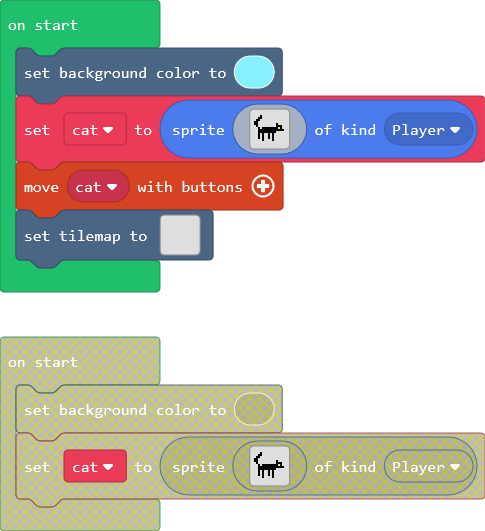 on start
set background color to
set cat to sprite of kind Player
move cat with buttons
set tilemap to
on start
set background color to
set cat to sprite of kind Player